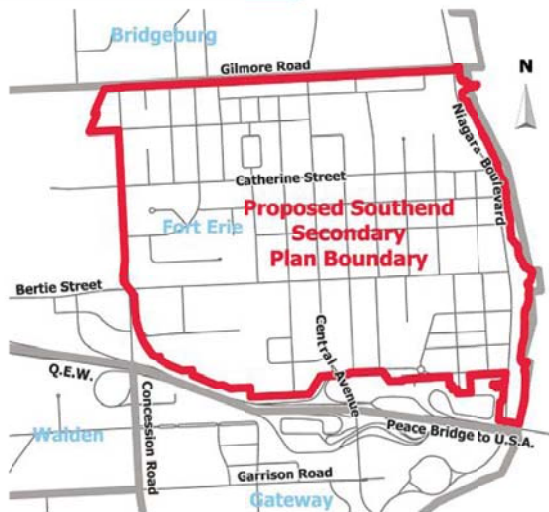 Bridgeburg
Gilmore Road
N
Niagara Boulevard
Catherine Street
Proposed Southend
Secondary
Plan Boundary
Fort Erie
Bertie Street
Central Avenue
Q.E.W.
Concession Road
Peace Bridge to U.S.A.
Walden
Garrison Road
Gateway